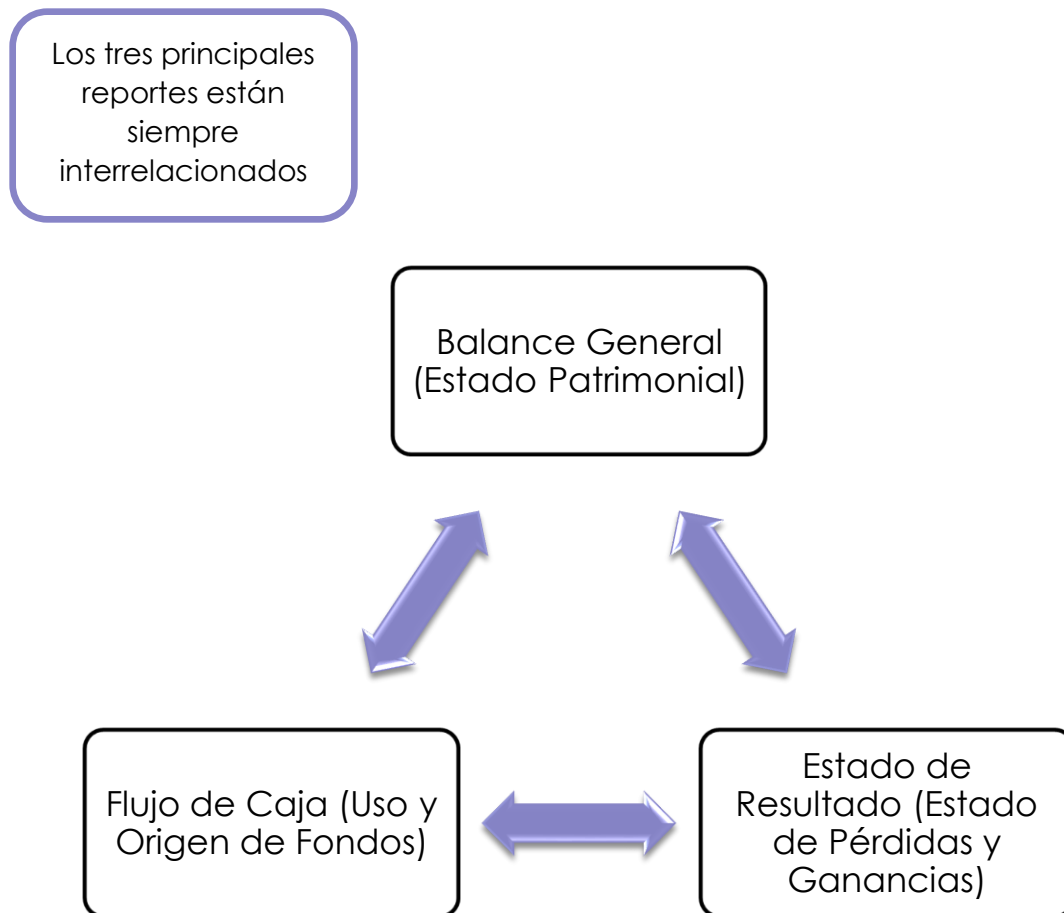 Los tres principales
reportes están
siempre
interrelacionados
Balance General
(Estado Patrimonial)
Flujo de Caja (Uso y
Origen de Fondos)
Estado de
Resultado (Estado
de Pérdidas y
Ganancias)